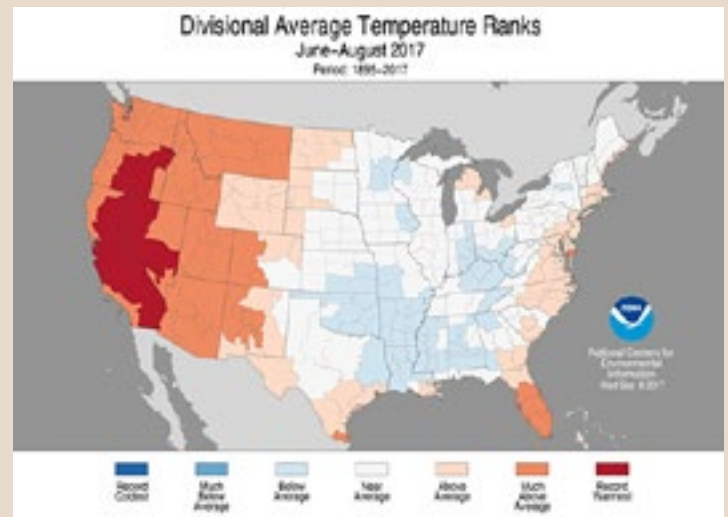 Divisional Average Temperature Ranks
June–August 2017
Period: 1895–2017
National Centers for
Environmental
Information
Record
Coldest
Much
Below
Average
Below
Average
Near
Average
Above
Average
Much
Above
Average
Record
Warmest